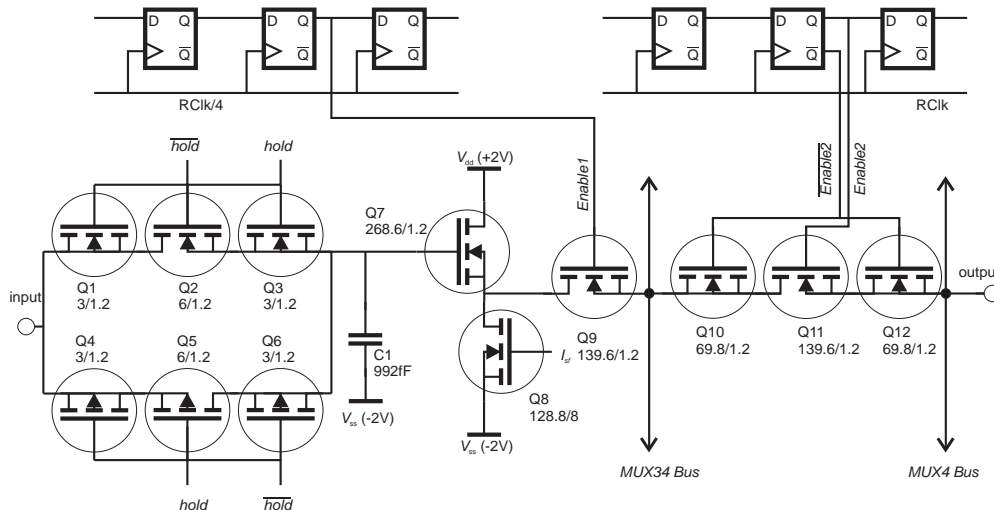 D Q
Q
D Q
Q
D Q
Q
D Q
Q
D Q
Q
D Q
Q
RClk/4
RClk
hold
hold
Vdd (+2V)
Enable1
Enable2
Enable2
Q7
268.6/1.2
input
Q1
3/1.2
Q2
6/1.2
Q3
3/1.2
output
Q4
3/1.2
Q5
6/1.2
Q6
3/1.2
C1
992fF
Vss (-2V)
Isf
Q9
139.6/1.2
Q10
69.8/1.2
Q11
139.6/1.2
Q12
69.8/1.2
Q8
128.8/8
Vss (-2V)
MUX34 Bus
MUX4 Bus
hold
hold